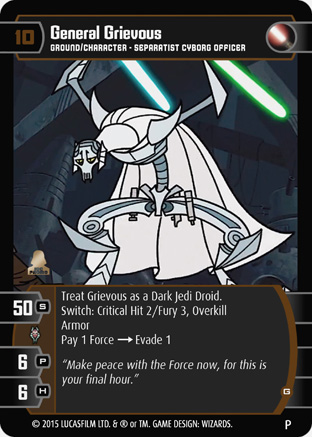 10
General Grievous
GROUND/CHARACTER - SEPARATIST CYBORG OFFICER
50 S
Treat Grievous as a Dark Jedi Droid.
Switch: Critical Hit 2/Fury 3, Overkill
Armor
Pay 1 Force → Evade 1
6 P
“Make peace with the Force now, for this is
your final hour.”
6 H
G
© 2015 LUCASFILM LTD. & ® or TM. GAME DESIGN: WIZARDS.
P